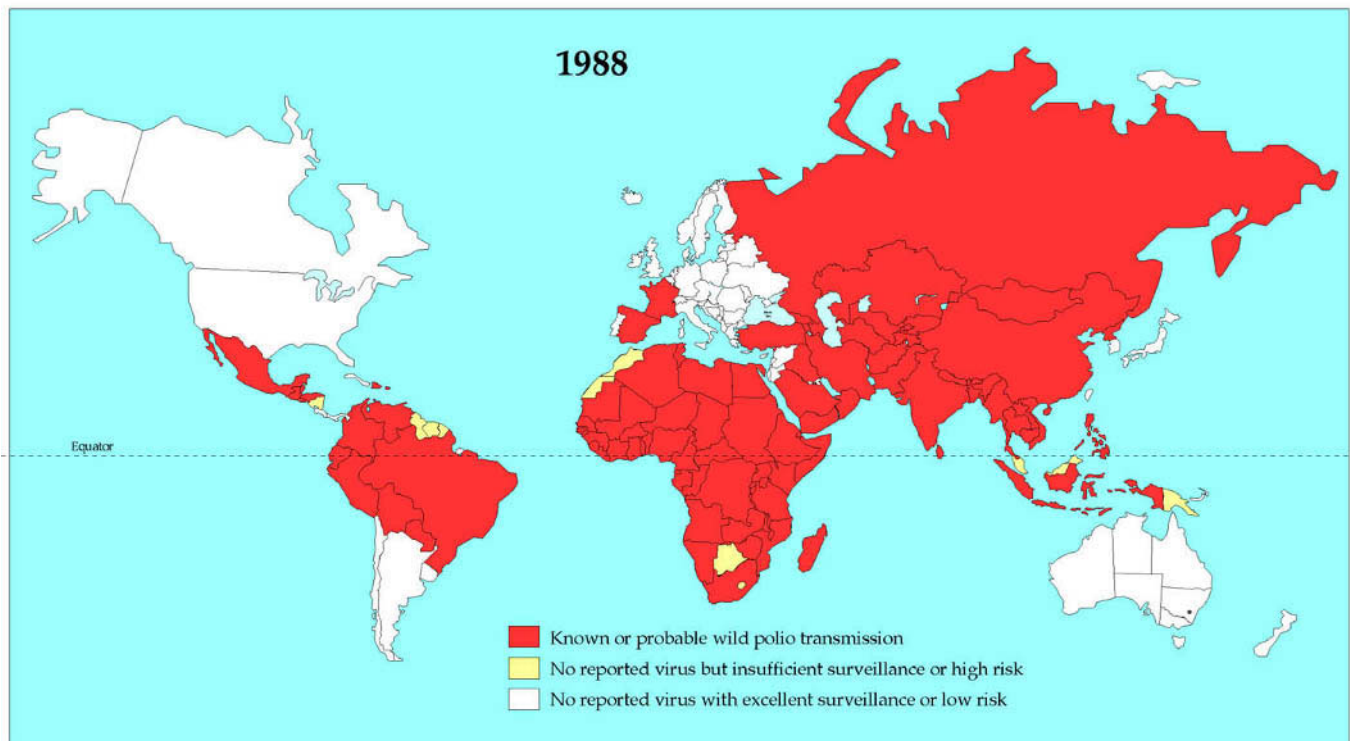 1988
Equator
Known or probable wild polio transmission
No reported virus but insufficient surveillance or high risk
No reported virus with excellent surveillance or low risk